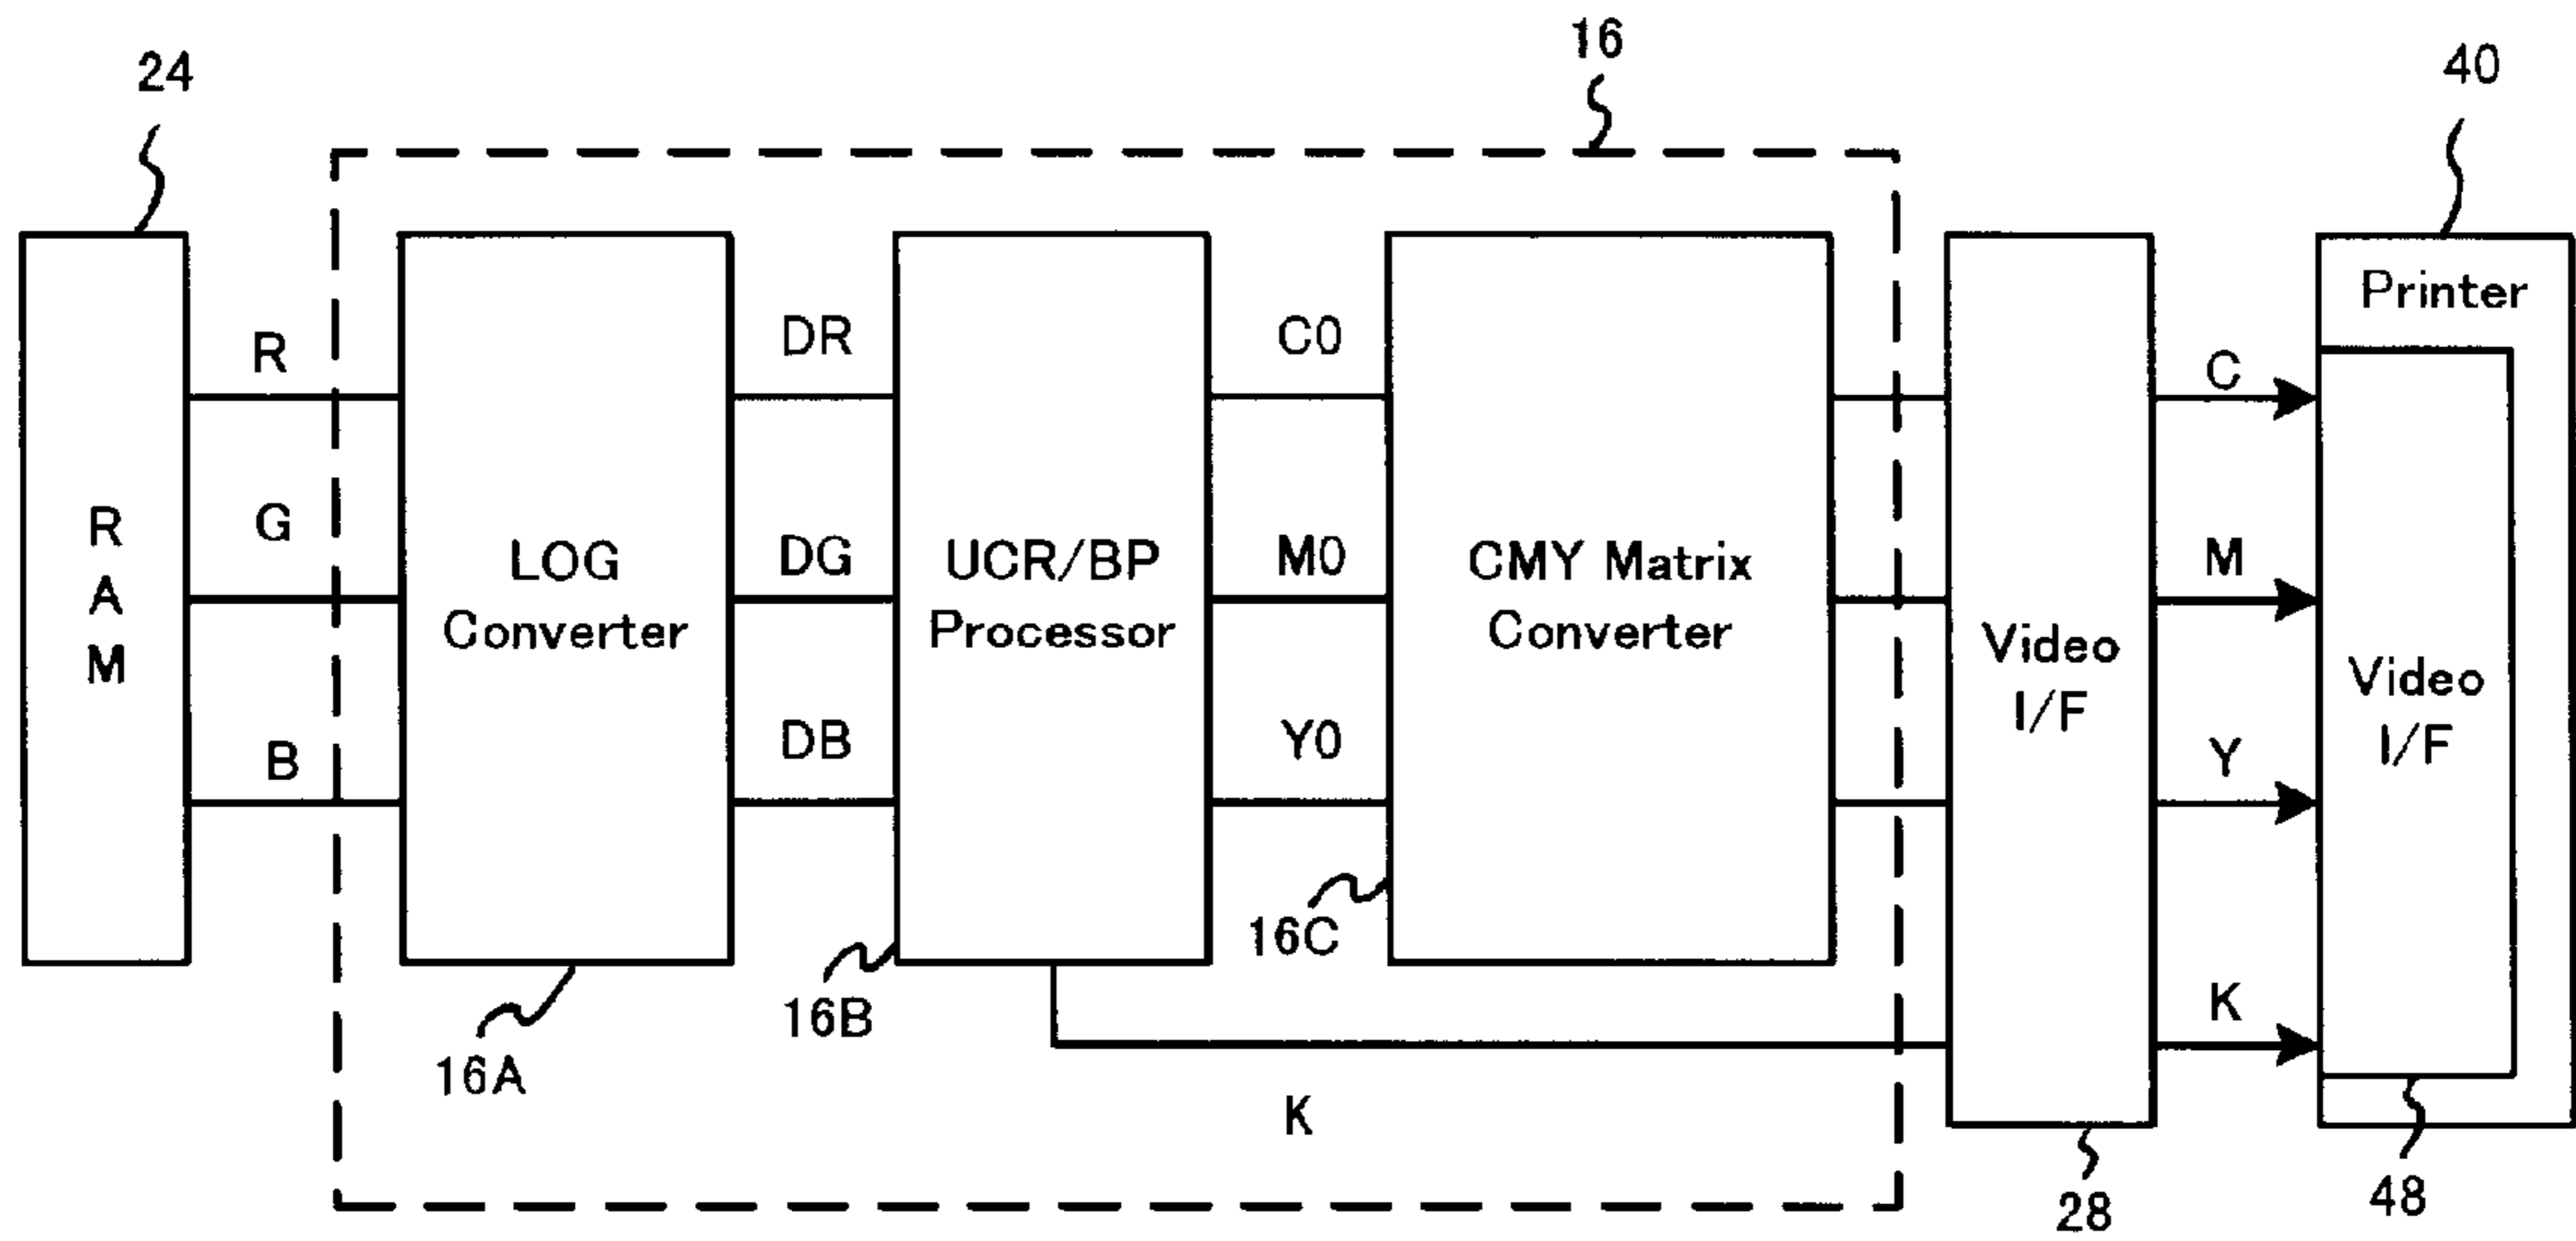 24
16
40
Printer
R
DR
C0
C
R
A
M
G
LOG
Converter
DG
UCR/BP
Processor
M0
CMY Matrix
Converter
Video
I/F
M
Video
I/F
B
DB
Y0
Y
16A
16B
16C
K
K
28
48